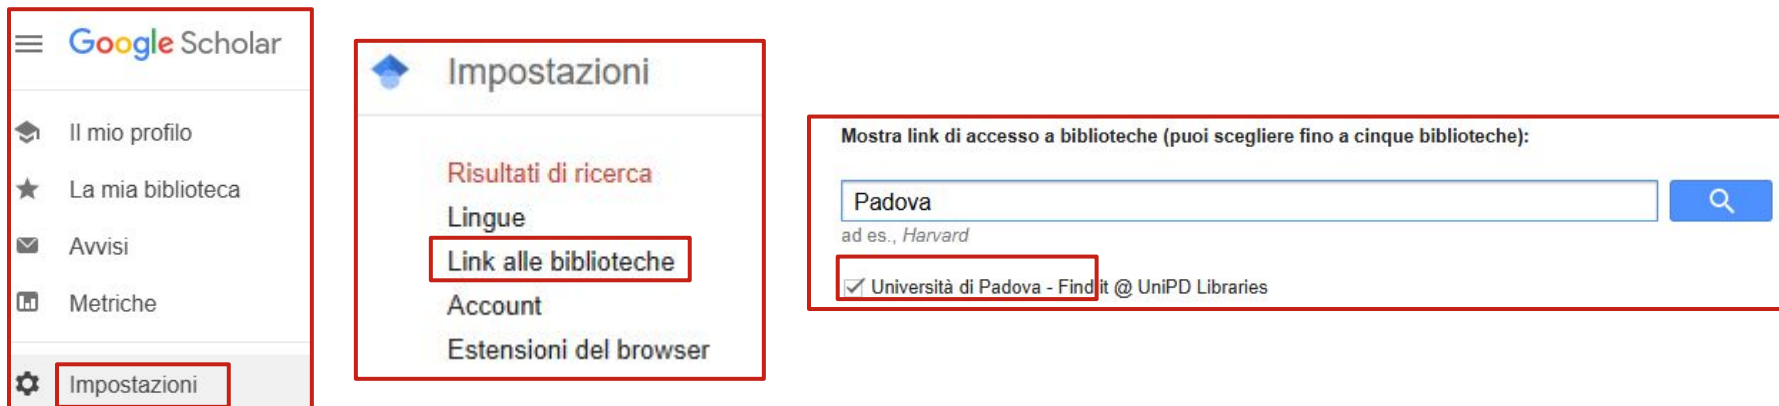 Google Scholar
Il mio profilo
La mia biblioteca
Avvisi
Metriche
Impostazioni
Impostazioni
Risultati di ricerca
Lingue
Link alle biblioteche
Account
Estensioni del browser
Mostra link di accesso a biblioteche (puoi scegliere fino a cinque biblioteche):
Padova
ad es., Harvard
Università di Padova - Find it @ UniPD Libraries